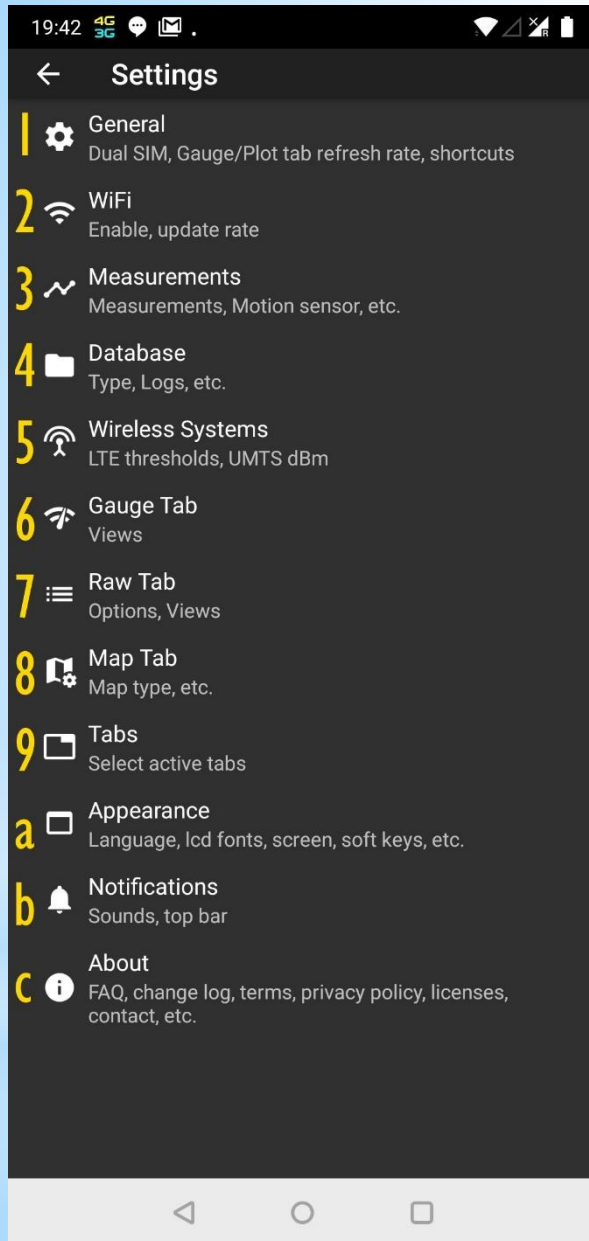 19:42 4G 3G .
R
Settings
1 General
Dual SIM, Gauge/Plot tab refresh rate, shortcuts
2 WiFi
Enable, update rate
3 Measurements
Measurements, Motion sensor, etc.
4 Database
Type, Logs, etc.
5 Wireless Systems
LTE thresholds, UMTS dBm
6 Gauge Tab
Views
7 Raw Tab
Options, Views
8 Map Tab
Map type, etc.
9 Tabs
Select active tabs
a Appearance
Language, lcd fonts, screen, soft keys, etc.
b Notifications
Sounds, top bar
c About
FAQ, change log, terms, privacy policy, licenses,
contact, etc.